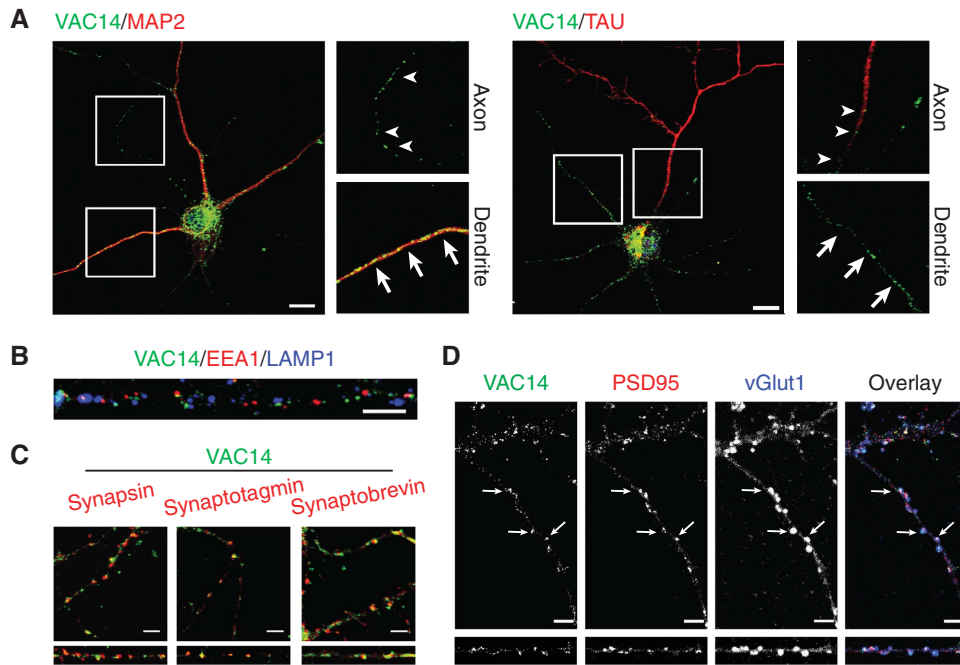 A
VAC14/MAP2
VAC14/TAU
Axon
Dendrite
Axon
Dendrite
B
VAC14/EEA1/LAMP1
C
VAC14
Synapsin
Synaptotagmin
Synaptobrevin
D
VAC14
PSD95
vGlut1
Overlay